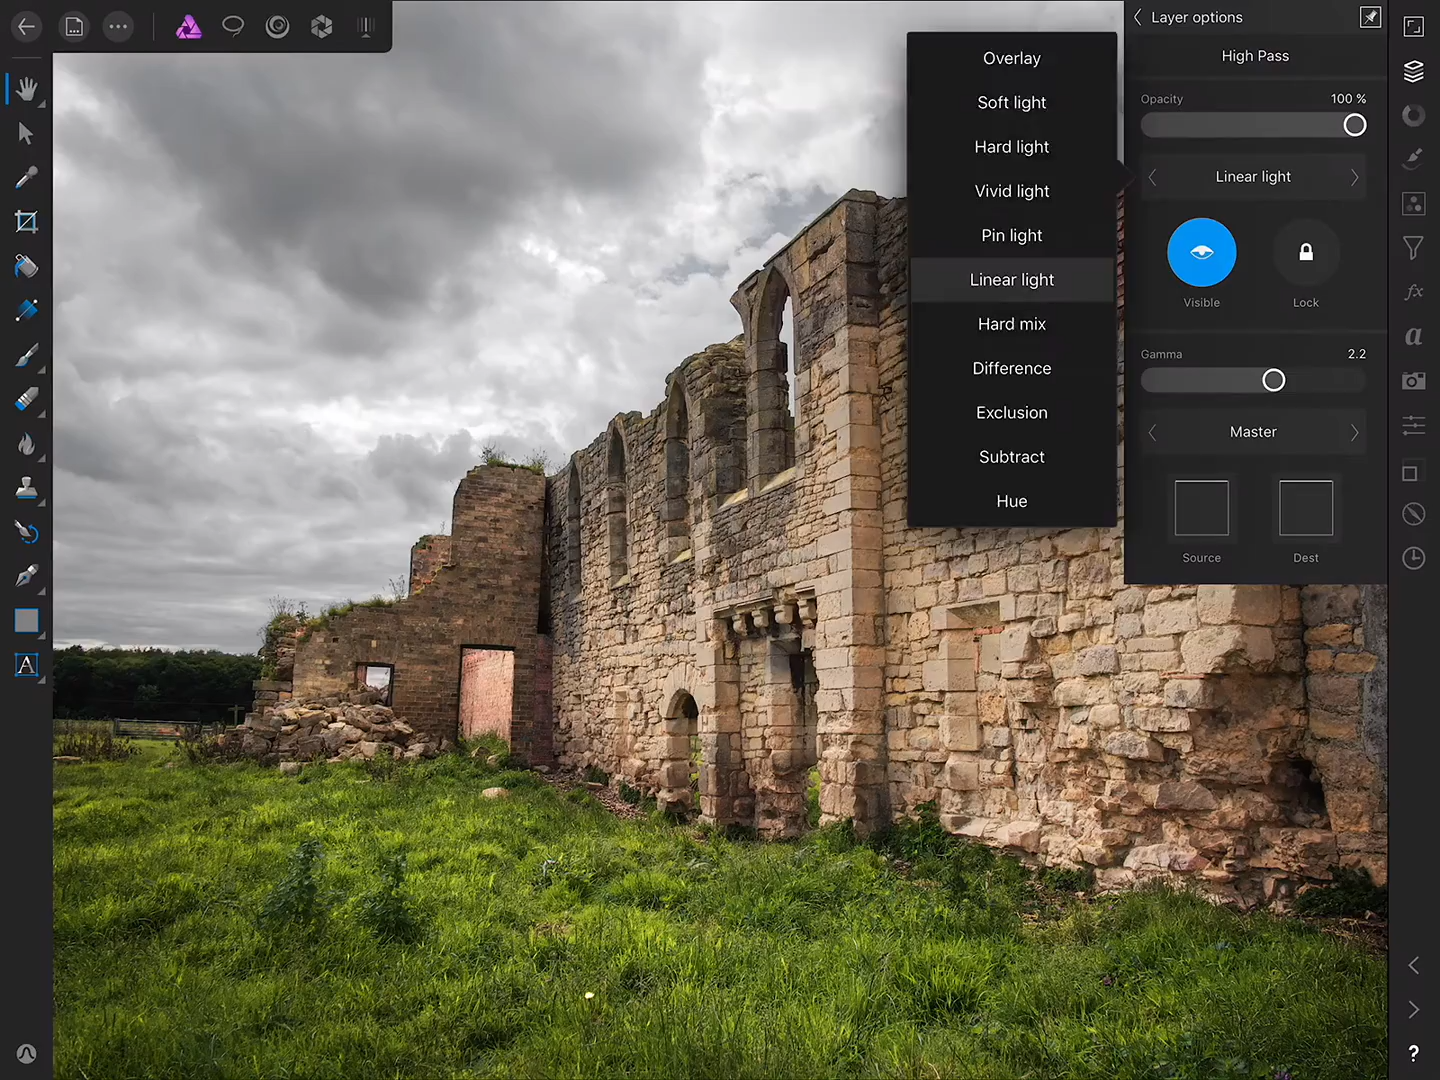 Layer options
High Pass
Opacity
100 %
Linear light
Visible
Lock
Gamma
2.2
Master
Source
Dest
Overlay
Soft light
Hard light
Vivid light
Pin light
Linear light
Hard mix
Difference
Exclusion
Subtract
Hue
A
fx
a
?